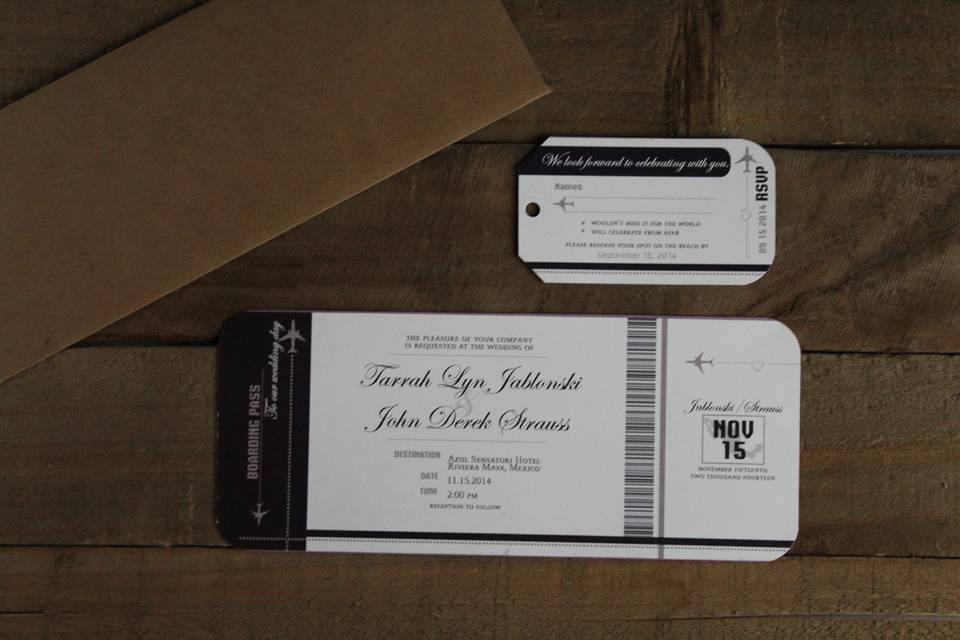 We look forward to celebrating with you.
Names
WOULDN'T MISS IT FOR THE WORLD
WILL CELEBRATE FROM AFAR
PLEASE RESERVE YOUR SPOT ON THE BEACH BY
September 15, 2014
09 15 2014 RSVP
BOARDING PASS
To our wedding day
THE PLEASURE OF YOUR COMPANY
IS REQUESTED AT THE WEDDING OF
Tarrah Lyn Jablonski
&
John Derek Strauss
DESTINATION AZUL SENSATORI HOTEL
RIVIERA MAYA, MEXICO
DATE 11.15.2014
TIME 2:00 PM
RECEPTION TO FOLLOW
Jablonski / Strauss
NOV
15
NOVEMBER FIFTEENTH
TWO THOUSAND FOURTEEN